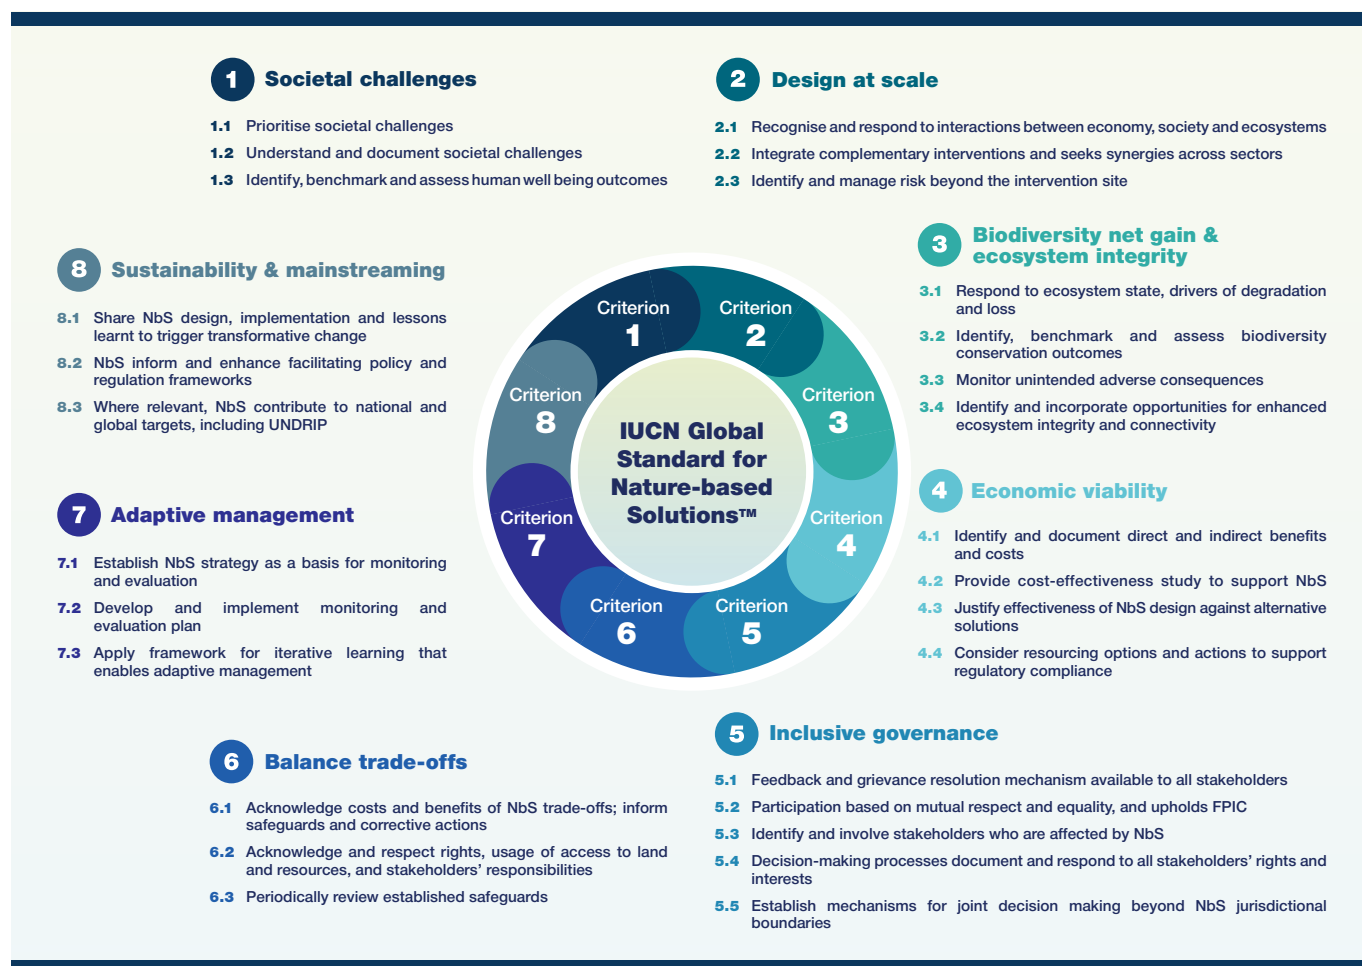 1 Societal challenges
1.1 Prioritise societal challenges
1.2 Understand and document societal challenges
1.3 Identify, benchmark and assess human well being outcomes
2 Design at scale
2.1 Recognise and respond to interactions between economy, society and ecosystems
2.2 Integrate complementary interventions and seeks synergies across sectors
2.3 Identify and manage risk beyond the intervention site
3 Biodiversity net gain &
ecosystem integrity
3.1 Respond to ecosystem state, drivers of degradation
and loss
3.2 Identify, benchmark and assess biodiversity
conservation outcomes
3.3 Monitor unintended adverse consequences
3.4 Identify and incorporate opportunities for enhanced
ecosystem integrity and connectivity
4 Economic viability
4.1 Identify and document direct and indirect benefits
and costs
4.2 Provide cost-effectiveness study to support NbS
4.3 Justify effectiveness of NbS design against alternative
solutions
4.4 Consider resourcing options and actions to support
regulatory compliance
5 Inclusive governance
5.1 Feedback and grievance resolution mechanism available to all stakeholders
5.2 Participation based on mutual respect and equality, and upholds FPIC
5.3 Identify and involve stakeholders who are affected by NbS
5.4 Decision-making processes document and respond to all stakeholders' rights and
interests
5.5 Establish mechanisms for joint decision making beyond NbS jurisdictional
boundaries
6 Balance trade-offs
6.1 Acknowledge costs and benefits of NbS trade-offs; inform
safeguards and corrective actions
6.2 Acknowledge and respect rights, usage of access to land
and resources, and stakeholders' responsibilities
6.3 Periodically review established safeguards
7 Adaptive management
7.1 Establish NbS strategy as a basis for monitoring
and evaluation
7.2 Develop and implement monitoring and
evaluation plan
7.3 Apply framework for iterative learning that
enables adaptive management
8 Sustainability & mainstreaming
8.1 Share NbS design, implementation and lessons
learnt to trigger transformative change
8.2 NbS inform and enhance facilitating policy and
regulation frameworks
8.3 Where relevant, NbS contribute to national and
global targets, including UNDRIP
Criterion
1
Criterion
2
Criterion
3
Criterion
4
Criterion
5
Criterion
6
Criterion
7
Criterion
8
IUCN Global
Standard for
Nature-based
Solutions™